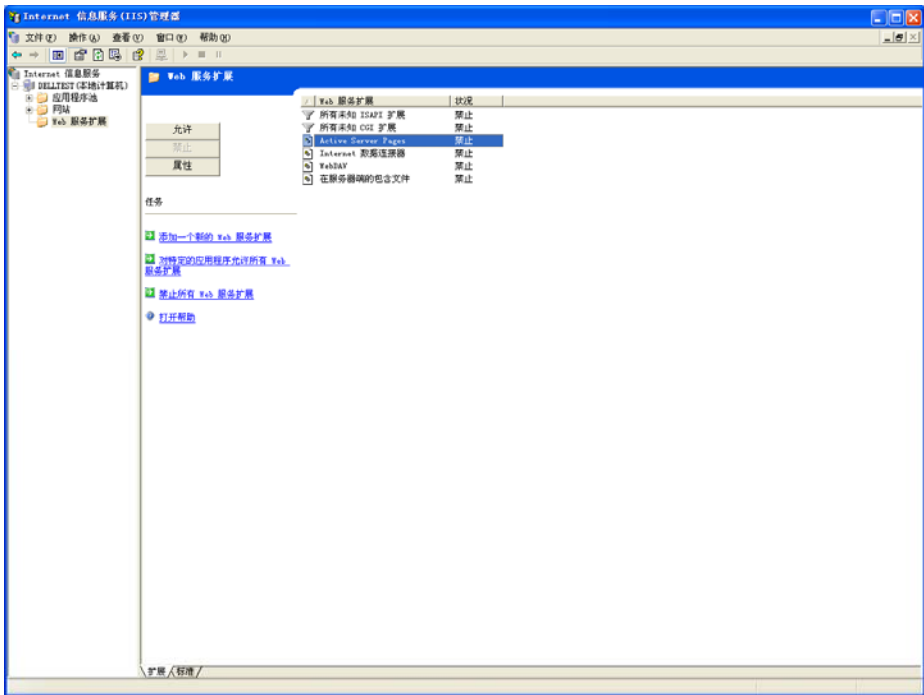 Internet 信息服务(IIS)管理器
文件(F) 操作(A) 查看(V) 窗口(W) 帮助(H)
Internet 信息服务
DELLTEST(本地计算机)
应用程序池
网站
Web 服务扩展
Web 服务扩展
允许
禁止
属性
任务
添加一个新的 Web 服务扩展
对特定的应用程序允许所有 Web
服务扩展
禁止所有 Web 服务扩展
打开帮助
Web 服务扩展 状况
所有未知 ISAPI 扩展 禁止
所有未知 CGI 扩展 禁止
Active Server Pages 禁止
Internet 数据连接器 禁止
WebDAV 禁止
在服务器端的包含文件 禁止
扩展 标准